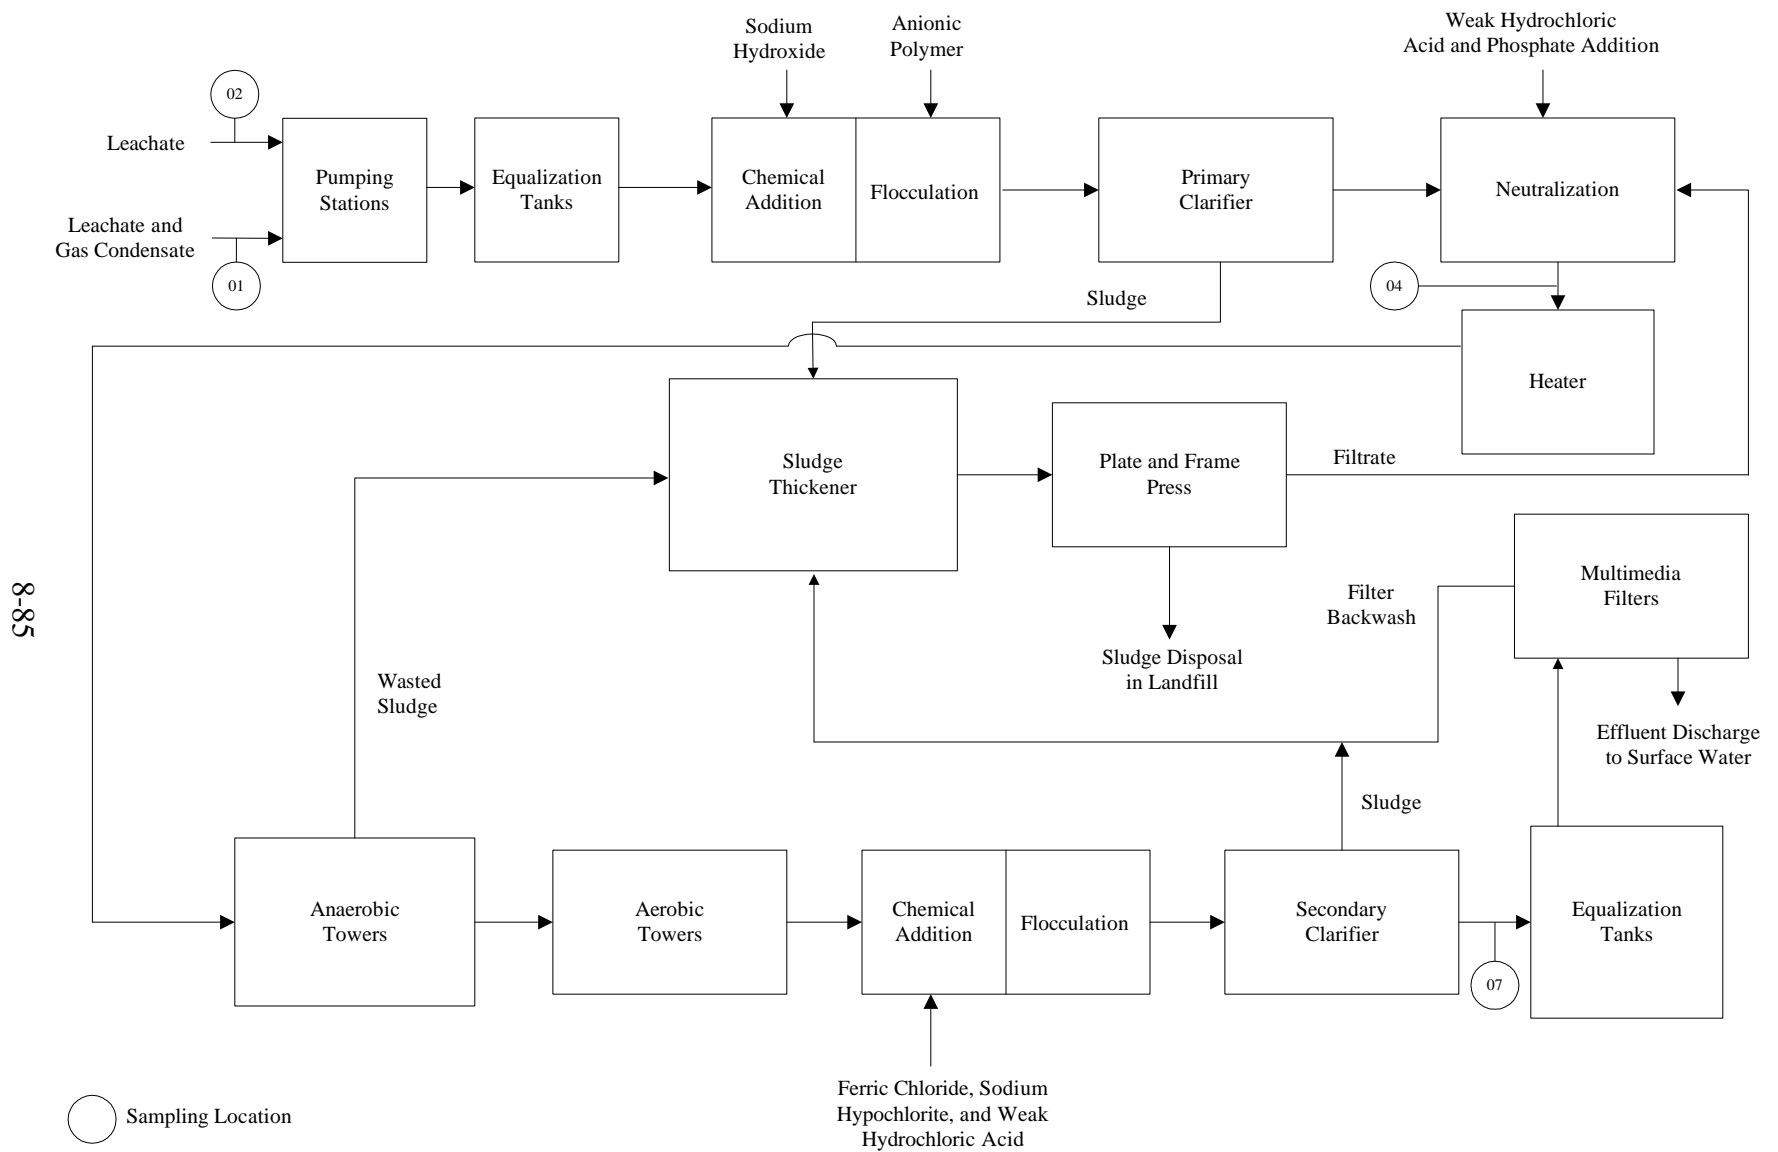 Sodium
Hydroxide
Anionic
Polymer
Weak Hydrochloric
Acid and Phosphate Addition
02
Leachate
Pumping
Stations
Equalization
Tanks
Chemical
Addition
Flocculation
Primary
Clarifier
Neutralization
Leachate and
Gas Condensate
01
Sludge
04
Heater
Sludge
Thickener
Plate and Frame
Press
Filtrate
Multimedia
Filters
Filter
Backwash
8-85
Sludge Disposal
in Landfill
Wasted
Sludge
Effluent Discharge
to Surface Water
Sludge
Anaerobic
Towers
Aerobic
Towers
Chemical
Addition
Flocculation
Secondary
Clarifier
Equalization
Tanks
07
Ferric Chloride, Sodium
Hypochlorite, and Weak
Hydrochloric Acid
Sampling Location